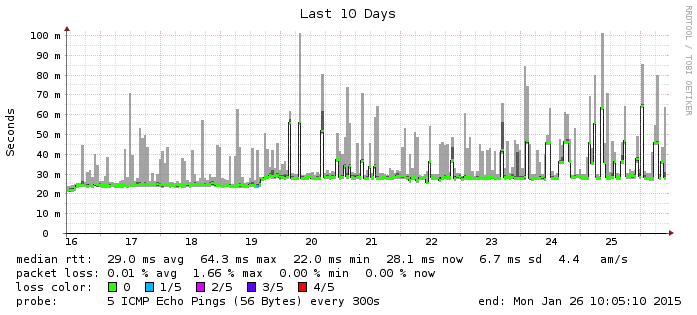 Last 10 Days
RRDTOOL / TOBI OETIKER
Seconds
100 m
90 m
80 m
70 m
60 m
50 m
40 m
30 m
20 m
10 m
0
16 17 18 19 20 21 22 23 24 25
median rtt: 29.0 ms avg 64.3 ms max 22.0 ms min 28.1 ms now 6.7 ms sd 4.4 am/s
packet loss: 0.01 % avg 1.66 % max 0.00 % min 0.00 % now
loss color: 0 1/5 2/5 3/5 4/5
probe: 5 ICMP Echo Pings (56 Bytes) every 300s end: Mon Jan 26 10:05:10 2015